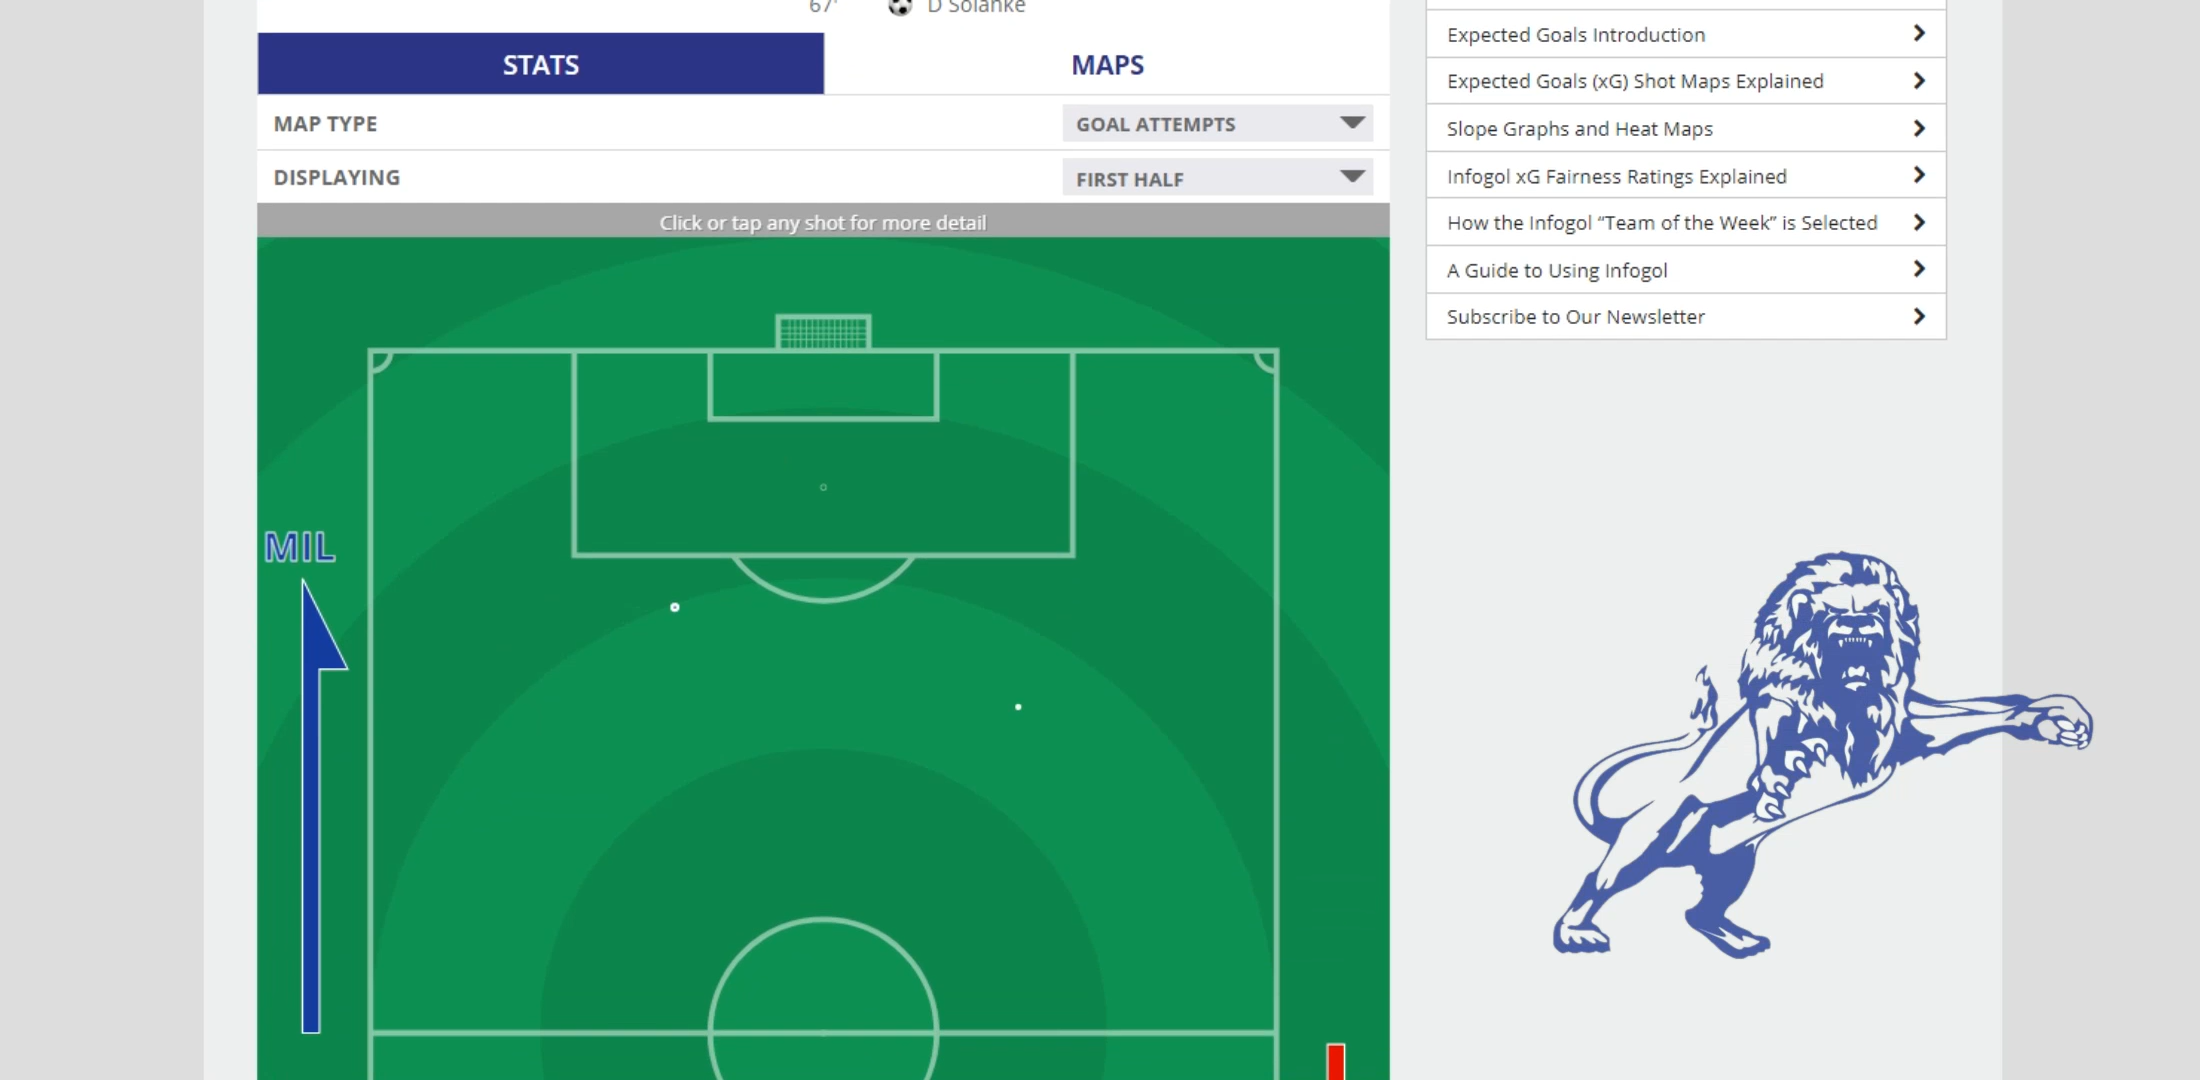 67'
D Solanke
STATS
MAPS
MAP TYPE
GOAL ATTEMPTS
DISPLAYING
FIRST HALF
Click or tap any shot for more detail
MIL
Expected Goals Introduction
Expected Goals (xG) Shot Maps Explained
Slope Graphs and Heat Maps
Infogol xG Fairness Ratings Explained
How the Infogol “Team of the Week” is Selected
A Guide to Using Infogol
Subscribe to Our Newsletter